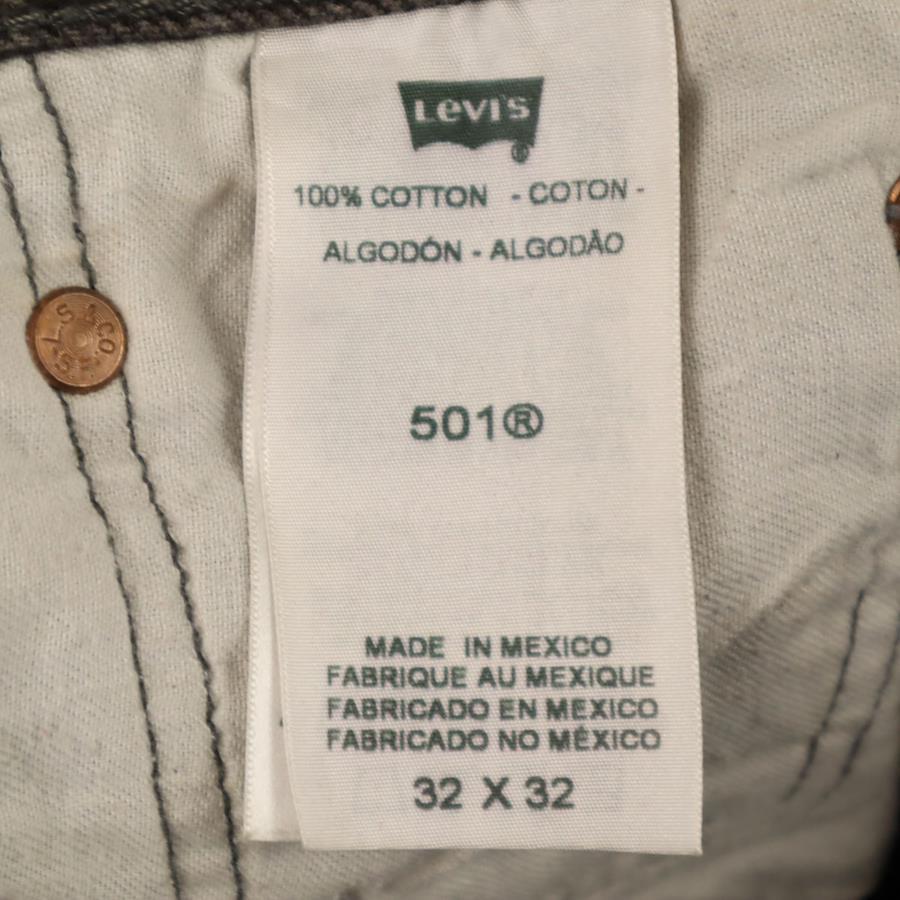 Levi's
®
100% COTTON - COTON -
ALGODÓN - ALGODÃO
501®
MADE IN MEXICO
FABRIQUE AU MEXIQUE
FABRICADO EN MEXICO
FABRICADO NO MÉXICO
32 X 32
L.S.&CO.